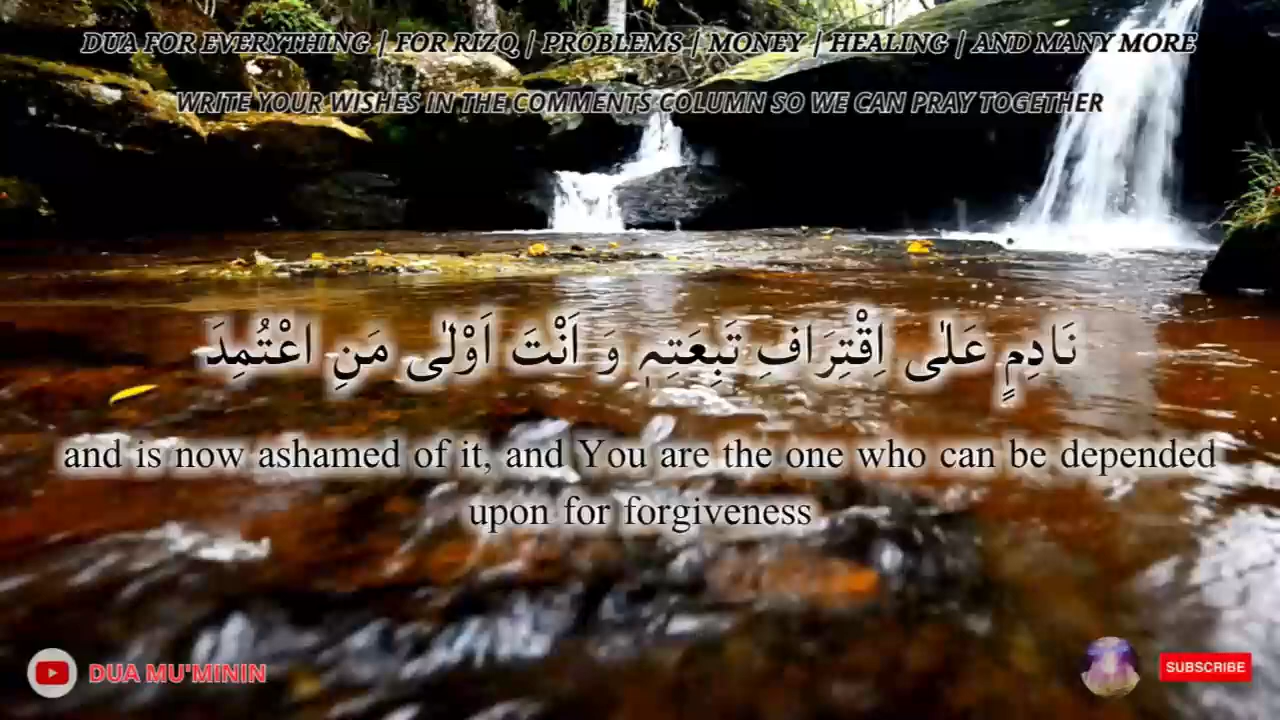 DUA FOR EVERYTHING | FOR RIZQ | PROBLEMS | MONEY | HEALING | AND MANY MORE
WRITE YOUR WISHES IN THE COMMENTS COLUMN SO WE CAN PRAY TOGETHER
نَادِمٍ عَلٰى اِقْتِرَافِ تَبِعَتِهٖ وَ اَنْتَ اَوْلٰى مَنِ اعْتُمِدَ
and is now ashamed of it, and You are the one who can be depended
upon for forgiveness
DUA MU'MININ
SUBSCRIBE